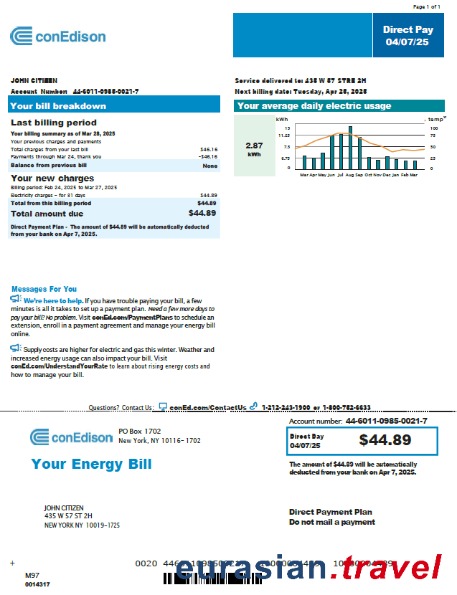 Page 1 of 1
conEdison
Direct Pay
04/07/25
JOHN CITIZEN
Account Number 44-6011-0985-0021-7
Service delivered to: 435 W 57 STRE 2H
Next billing date: Tuesday, Apr 28, 2025
Your bill breakdown
Last billing period
Your billing summary as of Mar 28, 2025
Your previous charges and payments
Total charges from your last bill $46.16
Payments through Mar 24, thank you -$46.16
Balance from previous bill None
Your new charges
Billing period: Feb 24, 2025 to Mar 27, 2025
Electricity charges - for 31 days $44.89
Total from this billing period $44.89
Total amount due $44.89
Direct Payment Plan - The amount of $44.89 will be automatically deducted
from your bank on Apr 7, 2025.
Your average daily electric usage
2.87
kWh
kWh
temp°
15 100
11.25 75
7.5 50
3.75 25
0 0
Mar Apr May Jun Jul Aug Sep Oct Nov Dec Jan Feb Mar
Messages For You
We're here to help. If you have trouble paying your bill, a few
minutes is all it takes to set up a payment plan. Need a few more days to
pay your bill? No problem. Visit conEd.com/PaymentPlans to schedule an
extension, enroll in a payment agreement and manage your energy bill
online.
Supply costs are higher for electric and gas this winter. Weather and
increased energy usage can also impact your bill. Visit
conEd.com/UnderstandYourRate to learn about rising energy costs and
how to manage your bill.
Questions? Contact Us: conEd.com/ContactUs 1-212-243-1900 or 1-800-752-6633
conEdison
PO Box 1702
New York, NY 10116-1702
Account number: 44-6011-0985-0021-7
Direct Day
04/07/25
$44.89
Your Energy Bill
The amount of $44.89 will be automatically
deducted from your bank on Apr 7, 2025.
JOHN CITIZEN
435 W 57 ST 2H
NEW YORK NY 10019-1725
Direct Payment Plan
Do not mail a payment
+ 0020
eurasian.travel
M97
0014317